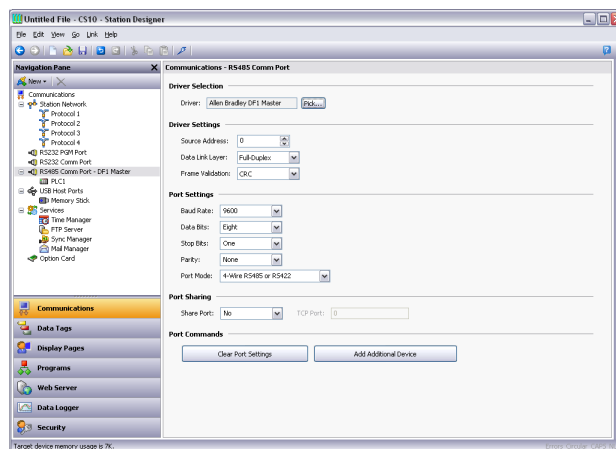 Untitled File - CS10 - Station Designer
File Edit View Go Link Help
Navigation Pane
New
Communications
Station Network
Protocol 1
Protocol 2
Protocol 3
Protocol 4
RS232 PGM Port
RS232 Comm Port
RS485 Comm Port - DF1 Master
PLC1
USB Host Ports
Memory Stick
Services
Time Manager
FTP Server
Sync Manager
Mail Manager
Option Card
Communications
Data Tags
Display Pages
Programs
Web Server
Data Logger
Security
Communications - RS485 Comm Port
Driver Selection
Driver: Allen Bradley DF1 Master Pick...
Driver Settings
Source Address: 0
Data Link Layer: Full-Duplex
Frame Validation: CRC
Port Settings
Baud Rate: 9600
Data Bits: Eight
Stop Bits: One
Parity: None
Port Mode: 4-Wire RS485 or RS422
Port Sharing
Share Port: No TCP Port: 0
Port Commands
Clear Port Settings Add Additional Device
Target device memory usage is 7K. Errors Circular CAPS